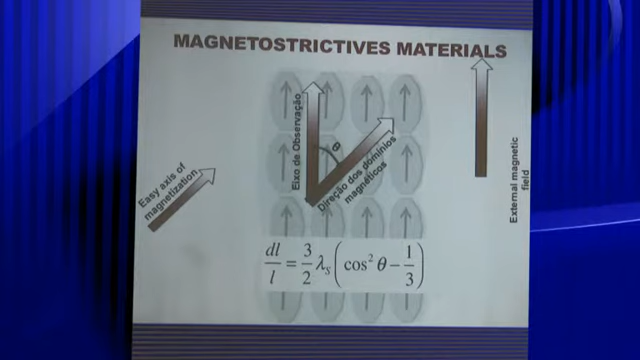 MAGNETOSTRICTIVES MATERIALS
Easy axis of
magnetization
Eixo de Observação
θ
Direção dos domínios
magnéticos
External magnetic
field
dl/l = 3/2 λ_S (cos² θ − 1/3)